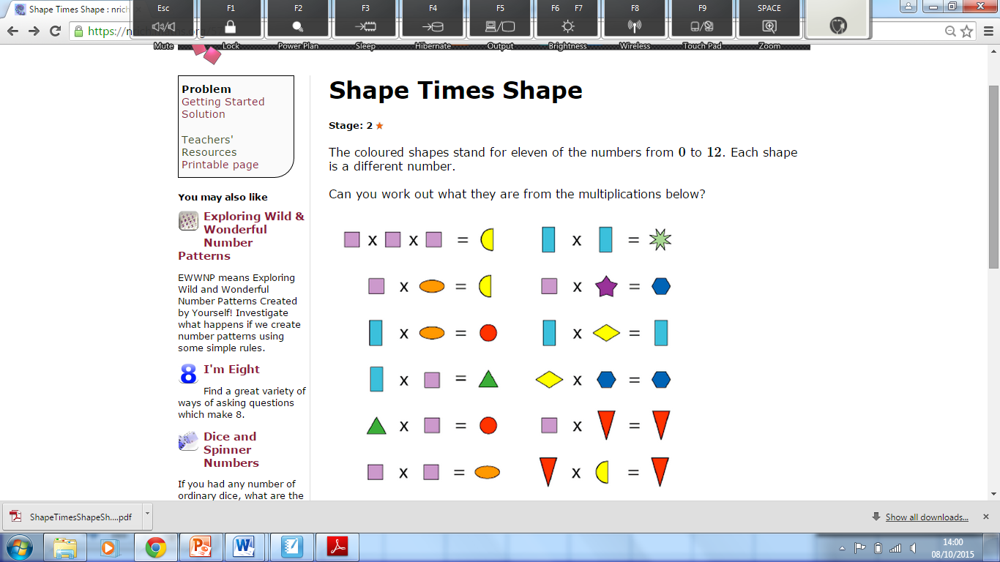 Shape Times Shape : nrich
Esc
F1
F2
F3
F4
F5
F6 F7
F8
F9
SPACE
Mute
Lock
Power Plan
Sleep
Hibernate
Output
Brightness
Wireless
Touch Pad
Zoom
https://
Problem
Getting Started
Solution
Teachers'
Resources
Printable page
You may also like
Exploring Wild &
Wonderful
Number
Patterns
EWWNP means Exploring
Wild and Wonderful
Number Patterns Created
by Yourself! Investigate
what happens if we create
number patterns using
some simple rules.
8 I'm Eight
Find a great variety of
ways of asking questions
which make 8.
Dice and
Spinner
Numbers
If you had any number of
ordinary dice, what are the
Shape Times Shape
Stage: 2
The coloured shapes stand for eleven of the numbers from 0 to 12. Each shape
is a different number.
Can you work out what they are from the multiplications below?
x x =
x =
x =
x =
x =
x =
x =
x =
x =
x =
x =
x =
ShapeTimesShapeSh....pdf
Show all downloads...
14:00
08/10/2015